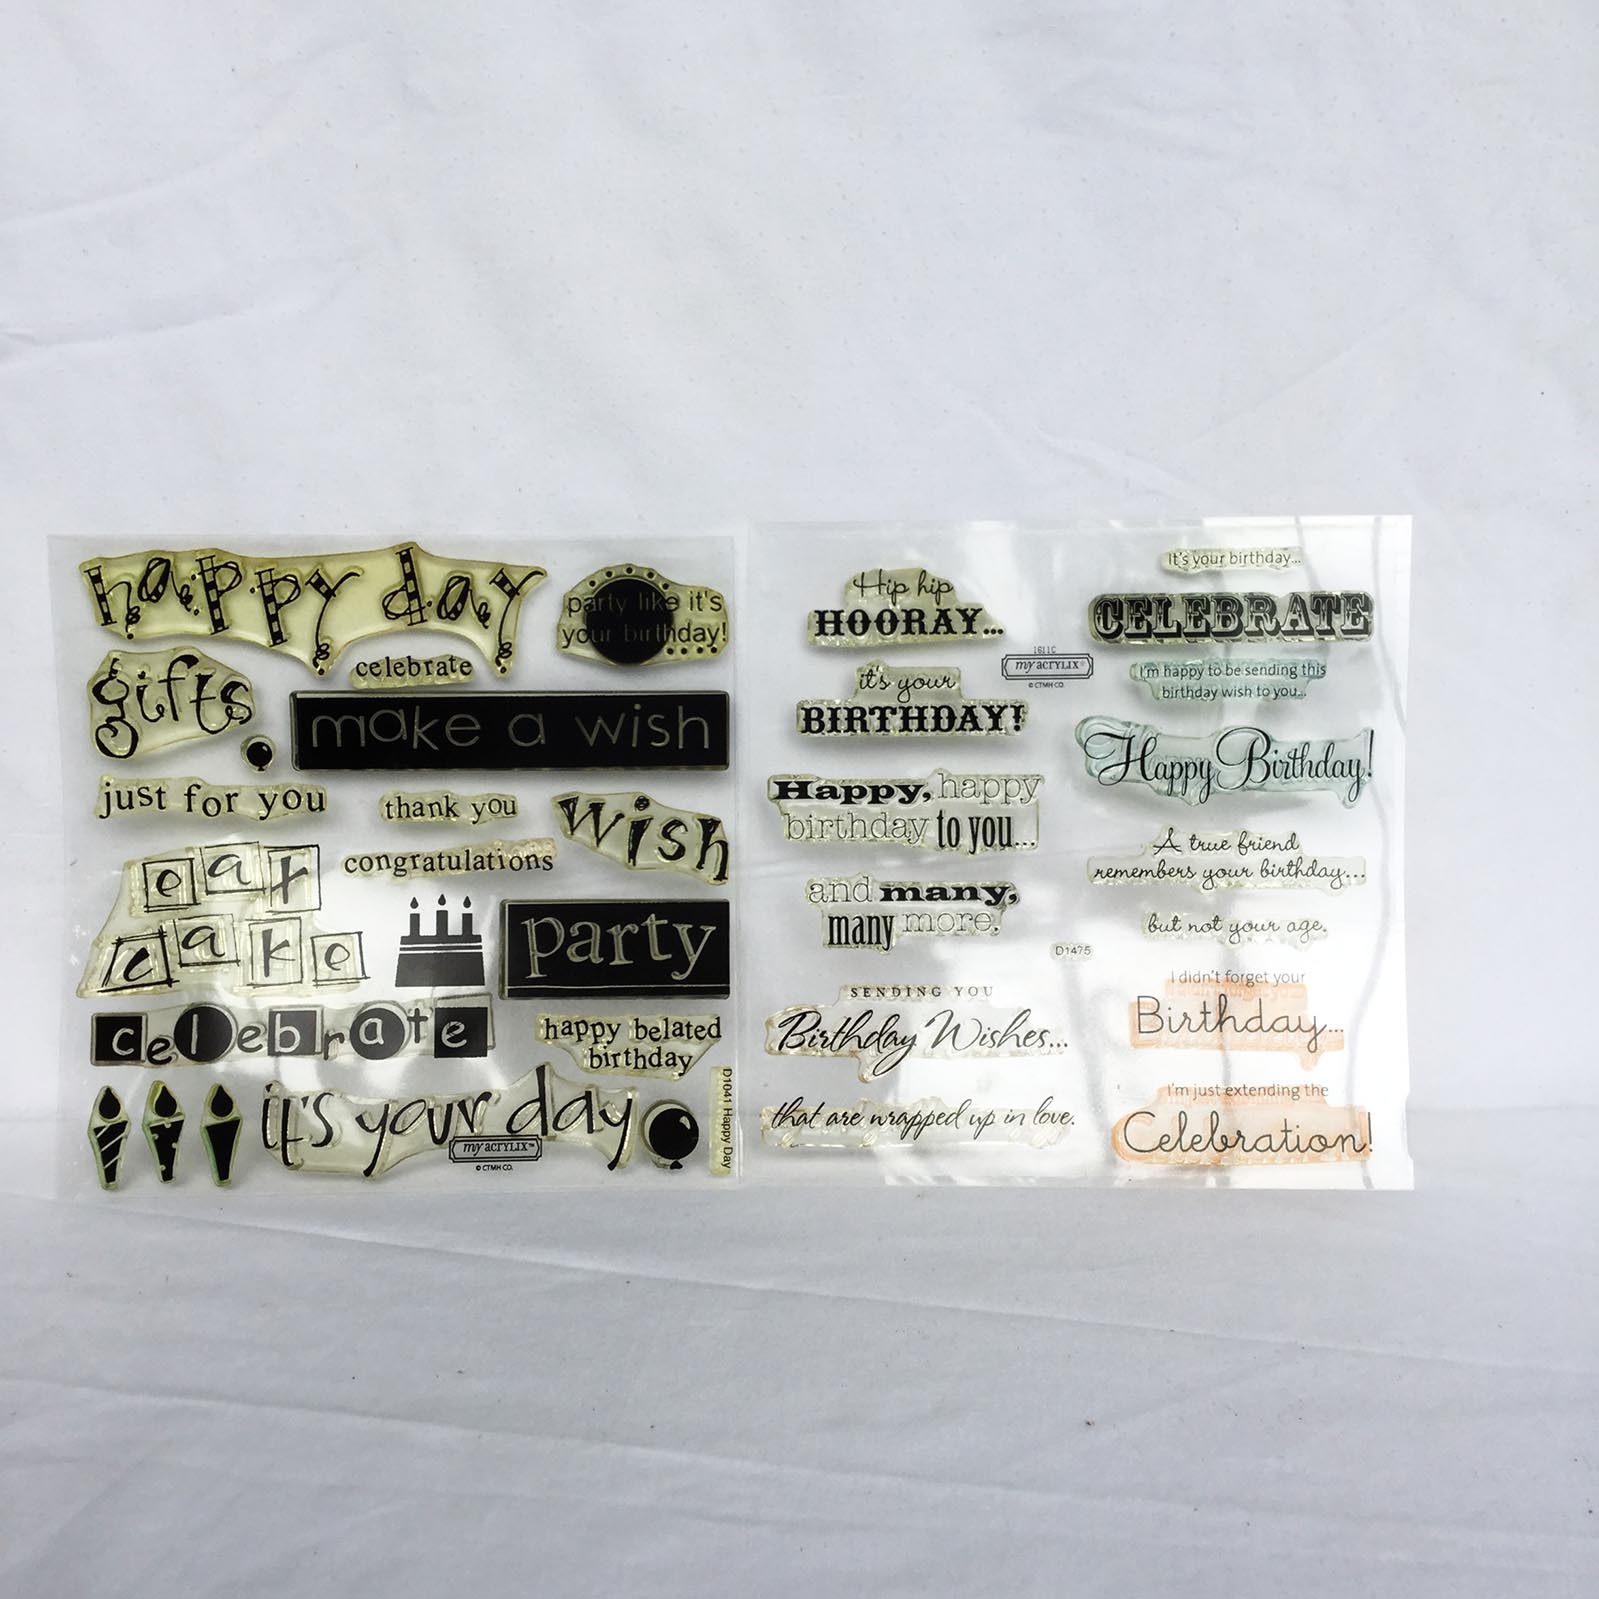 happy day
party like it's
your birthday!
celebrate
gifts
make a wish
just for you
thank you
wish
congratulations
eat
cake
party
celebrate
happy belated
birthday
it's your day
my ACRYLIX™
© CTMH CO.
D1041 Happy Day
Hip hip
HOORAY...
it's your
BIRTHDAY!
1611C
my ACRYLIX®
© CTMH CO.
Happy, happy
birthday to you...
and many,
many more.
D1475
SENDING YOU
Birthday Wishes...
that are wrapped up in love.
It's your birthday...
CELEBRATE
I'm happy to be sending this
birthday wish to you...
Happy Birthday!
A true friend
remembers your birthday...
but not your age.
I didn't forget your
Birthday...
I'm just extending the
Celebration!